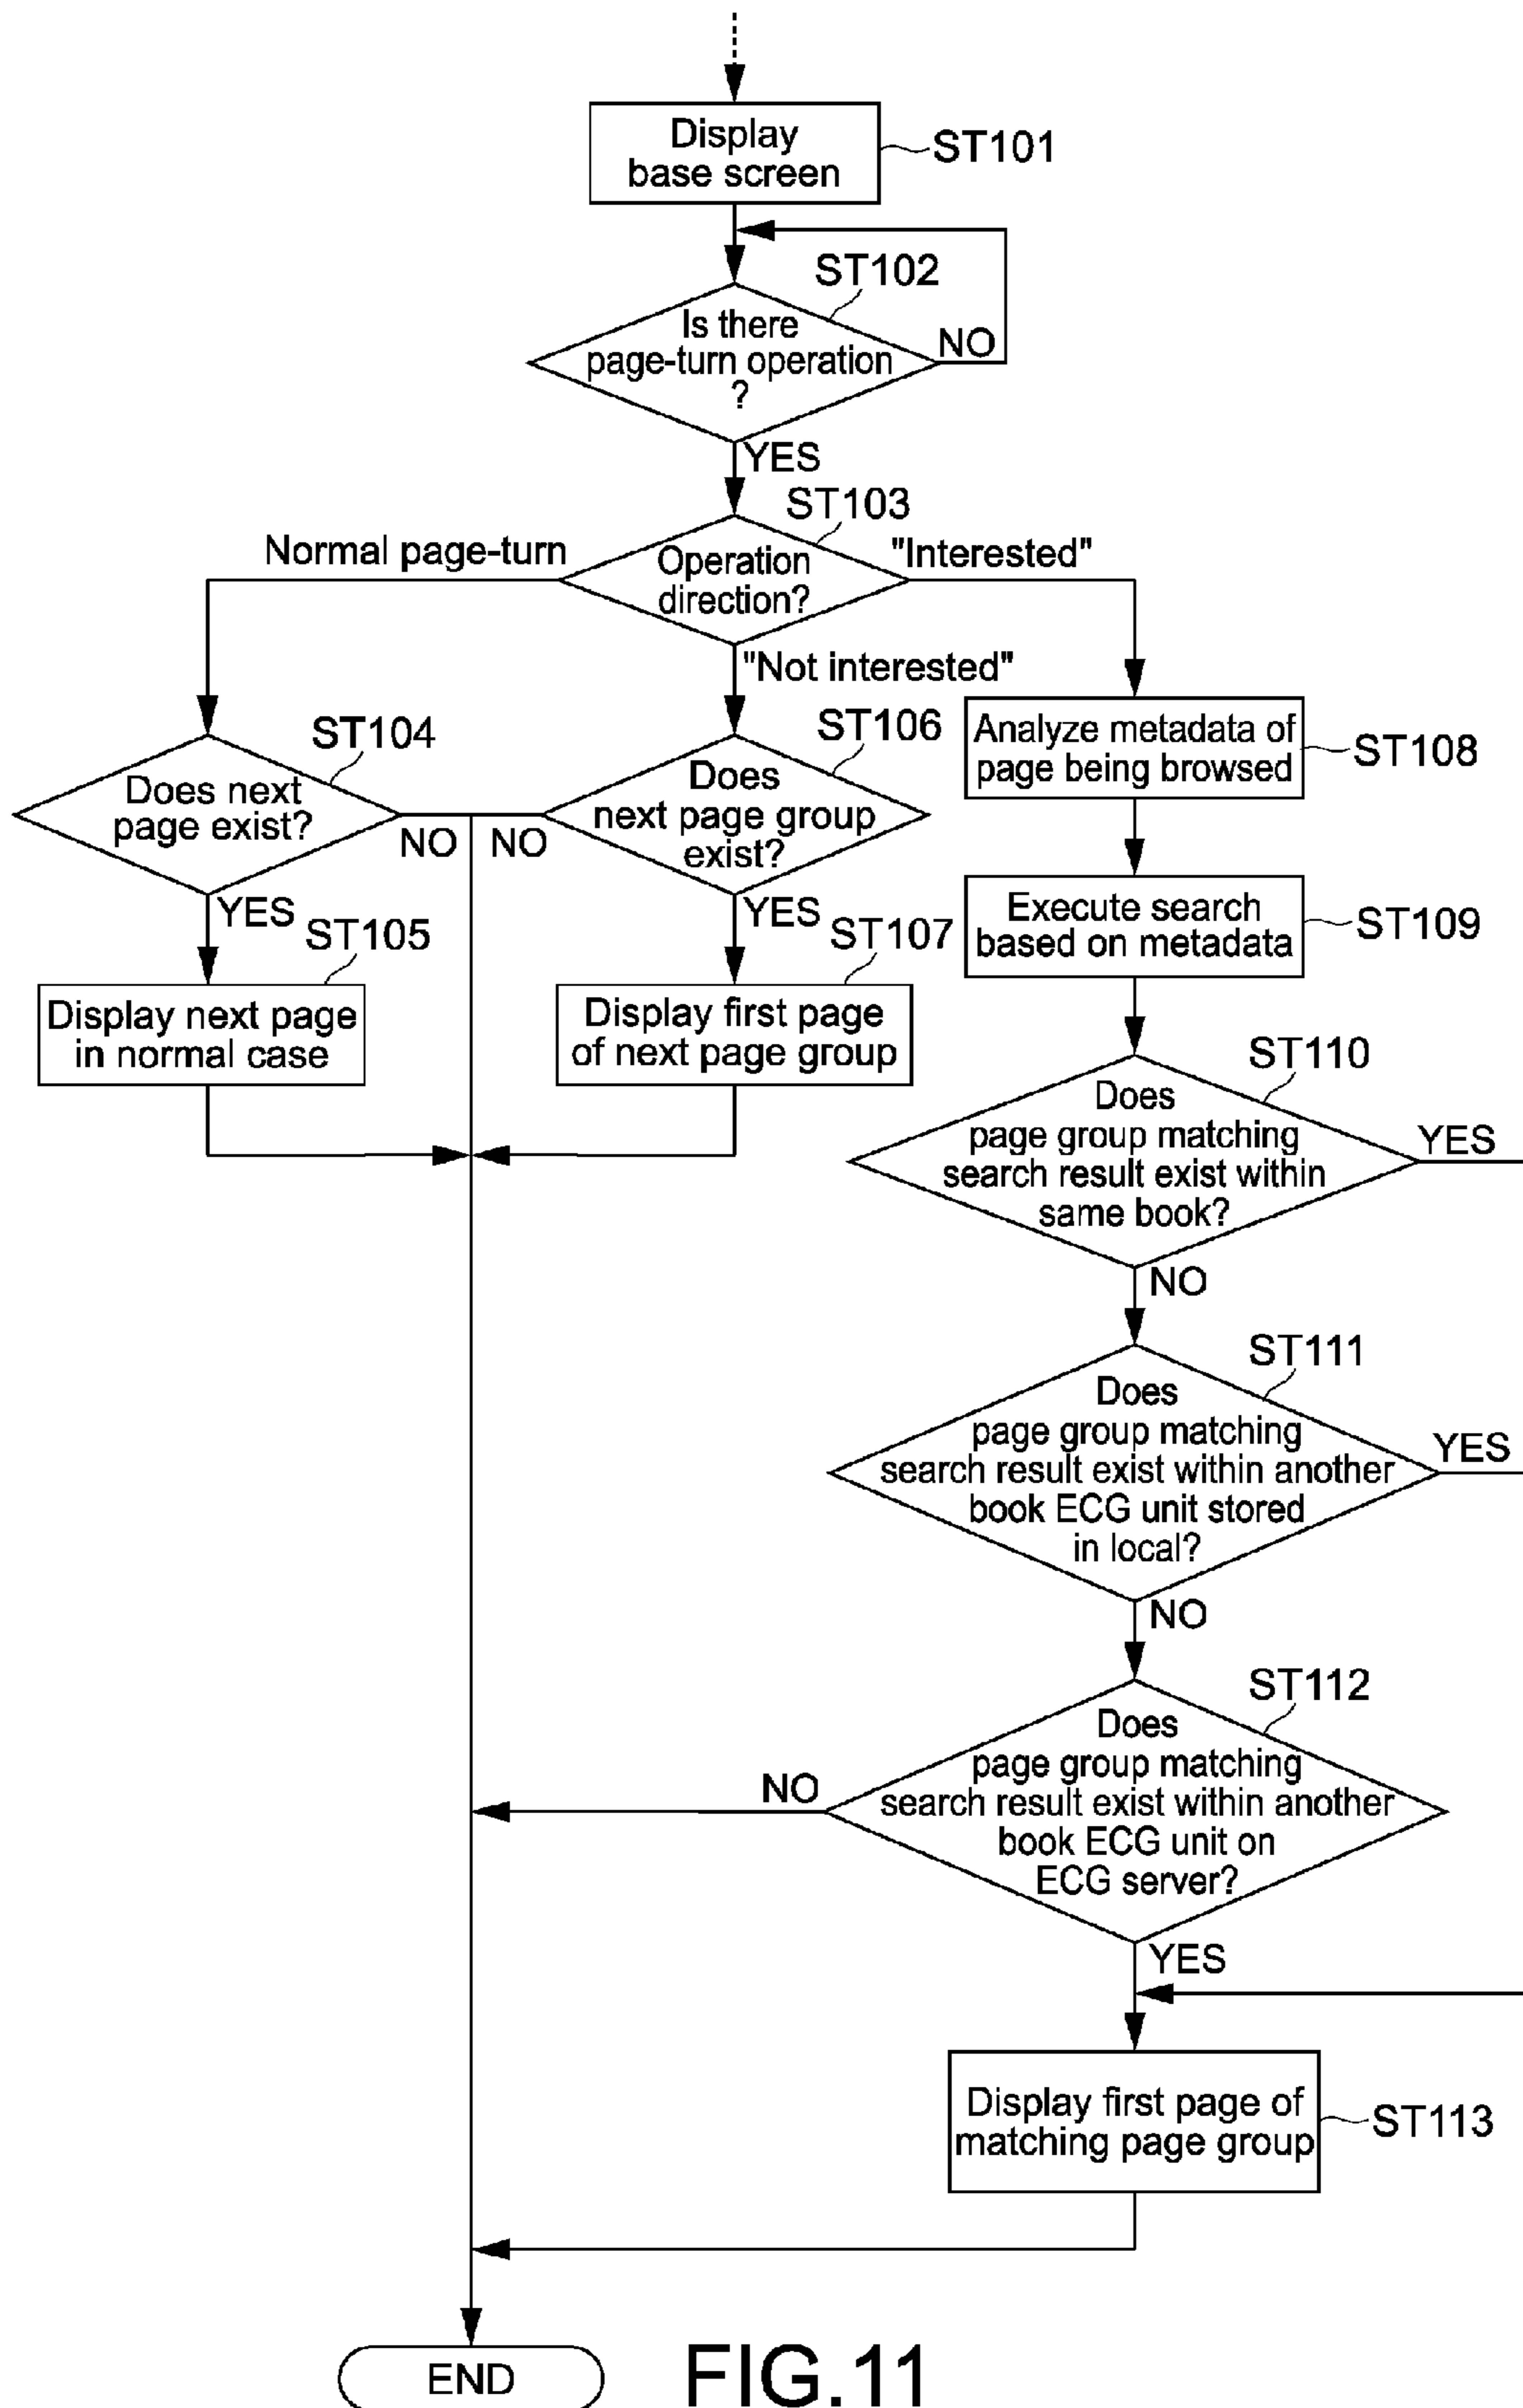 Display
base screen
ST101
ST102
Is there
page-turn operation
?
NO
YES
ST103
Normal page-turn
Operation
direction?
"Interested"
"Not interested"
ST104
Does next
page exist?
NO
YES
ST105
Display next page
in normal case
ST106
Does
next page group
exist?
NO
YES
ST107
Display first page
of next page group
Analyze metadata of
page being browsed
ST108
Execute search
based on metadata
ST109
ST110
Does
page group matching
search result exist within
same book?
YES
NO
ST111
Does
page group matching
search result exist within another
book ECG unit stored
in local?
YES
NO
ST112
Does
page group matching
search result exist within another
book ECG unit on
ECG server?
NO
YES
Display first page of
matching page group
ST113
END
FIG.11